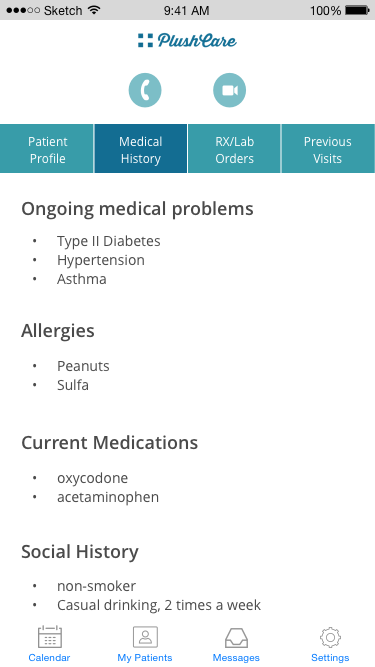 Sketch 9:41 AM 100%
PlushCare
Patient Profile
Medical History
RX/Lab Orders
Previous Visits
Ongoing medical problems
• Type II Diabetes
• Hypertension
• Asthma
Allergies
• Peanuts
• Sulfa
Current Medications
• oxycodone
• acetaminophen
Social History
• non-smoker
• Casual drinking, 2 times a week
Calendar My Patients Messages Settings